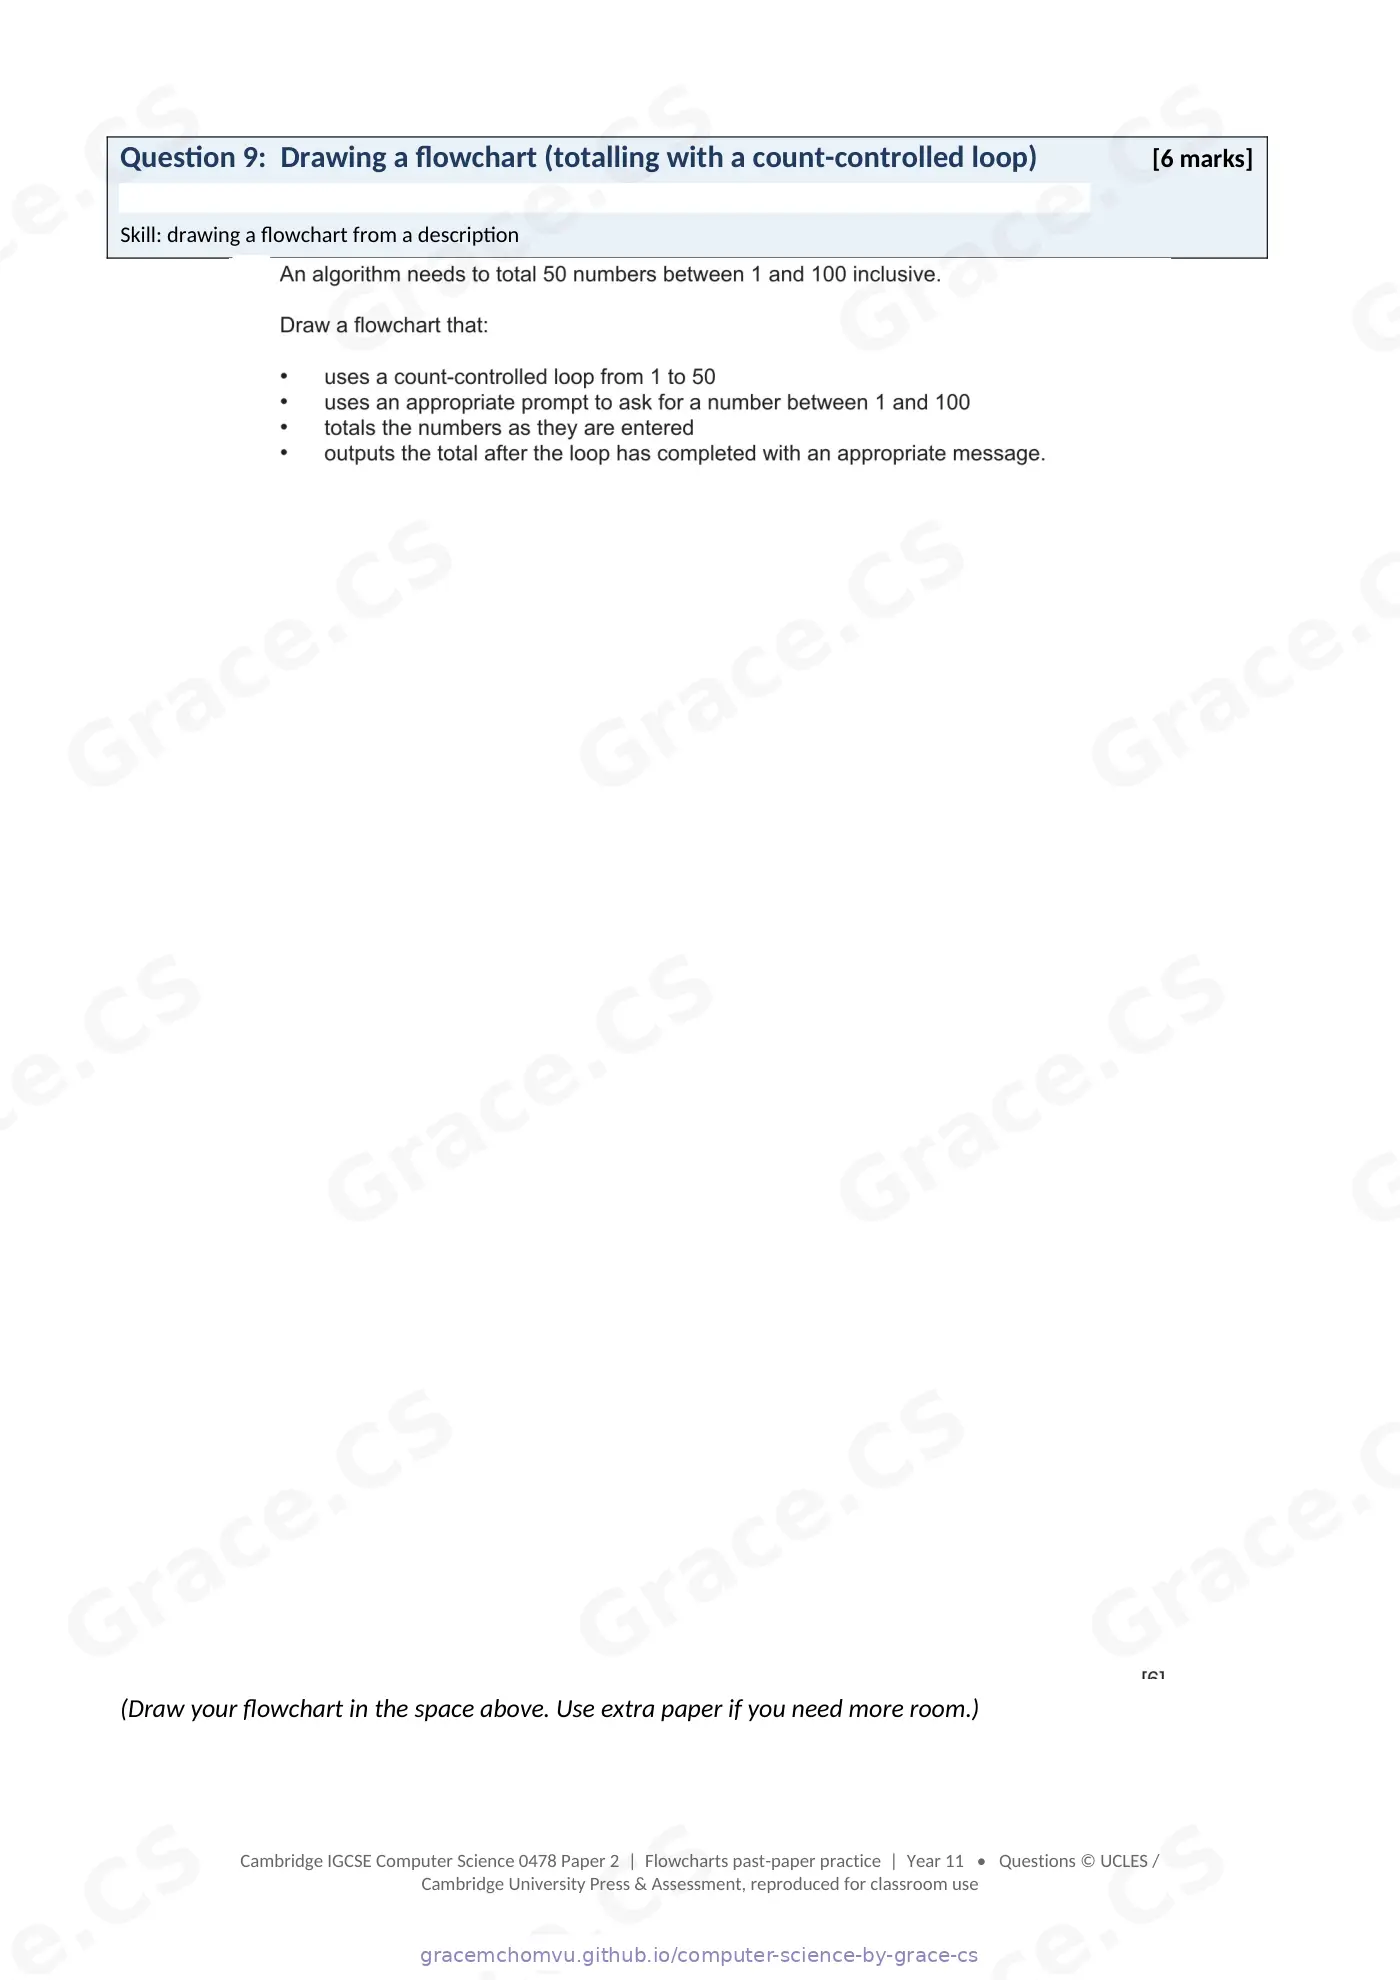 Question 9: Drawing a flowchart (totalling with a count-controlled loop) [6 marks]
Skill: drawing a flowchart from a description
An algorithm needs to total 50 numbers between 1 and 100 inclusive.
Draw a flowchart that:
• uses a count-controlled loop from 1 to 50
• uses an appropriate prompt to ask for a number between 1 and 100
• totals the numbers as they are entered
• outputs the total after the loop has completed with an appropriate message.
[6]
(Draw your flowchart in the space above. Use extra paper if you need more room.)
Cambridge IGCSE Computer Science 0478 Paper 2 | Flowcharts past-paper practice | Year 11 • Questions © UCLES /
Cambridge University Press & Assessment, reproduced for classroom use
gracemchomvu.github.io/computer-science-by-grace-cs
Grace.CS